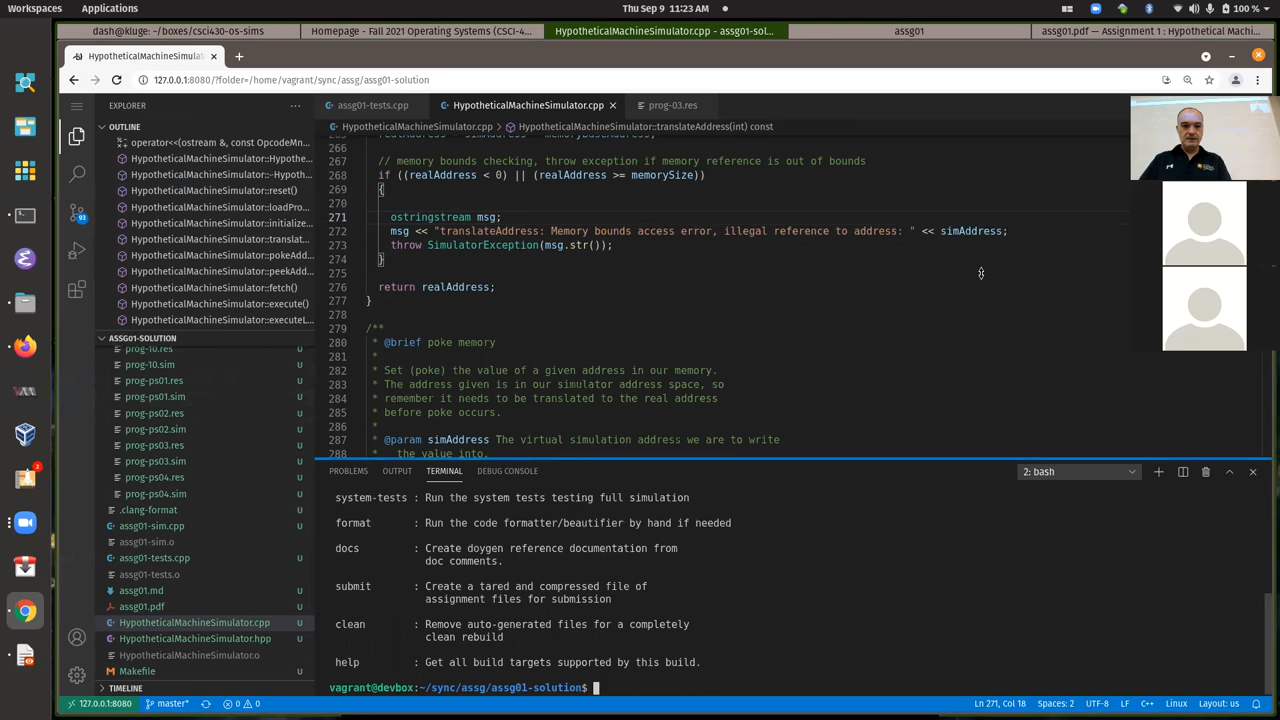 Workspaces Applications Thu Sep 9 11:23 AM 100 %
dash@kluge: ~/boxes/csci430-os-sims Homepage - Fall 2021 Operating Systems (CSCI-4... HypotheticalMachineSimulator.cpp - assg01-sol... assg01 assg01.pdf — Assignment 1 : Hypothetical Machi...
HypotheticalMachineSimulat
127.0.0.1:8080/?folder=/home/vagrant/sync/assg/assg01-solution
EXPLORER
assg01-tests.cpp HypotheticalMachineSimulator.cpp prog-03.res
HypotheticalMachineSimulator.cpp > HypotheticalMachineSimulator::translateAddress(int) const
OUTLINE
operator<<(ostream &, const OpcodeMn...
HypotheticalMachineSimulator::Hypothe...
HypotheticalMachineSimulator::~Hypoth...
HypotheticalMachineSimulator::reset()
HypotheticalMachineSimulator::loadPro...
HypotheticalMachineSimulator::initialize...
HypotheticalMachineSimulator::translat...
HypotheticalMachineSimulator::pokeAdd...
HypotheticalMachineSimulator::peekAdd...
HypotheticalMachineSimulator::fetch()
HypotheticalMachineSimulator::execute()
HypotheticalMachineSimulator::executeL...
93
2
ASSG01-SOLUTION
prog-10.res U
prog-10.sim U
prog-ps01.res U
prog-ps01.sim U
prog-ps02.res U
prog-ps02.sim U
prog-ps03.res U
prog-ps03.sim U
prog-ps04.res U
prog-ps04.sim U
.clang-format U
assg01-sim.cpp U
assg01-sim.o
assg01-tests.cpp U
assg01-tests.o
assg01.md U
assg01.pdf U
HypotheticalMachineSimulator.cpp U
HypotheticalMachineSimulator.hpp U
HypotheticalMachineSimulator.o
Makefile U
TIMELINE
266
267 // memory bounds checking, throw exception if memory reference is out of bounds
268 if ((realAddress < 0) || (realAddress >= memorySize))
269 {
270
271 ostringstream msg;
272 msg << "translateAddress: Memory bounds access error, illegal reference to address: " << simAddress;
273 throw SimulatorException(msg.str());
274 }
275
276 return realAddress;
277 }
278
279 /**
280 * @brief poke memory
281 *
282 * Set (poke) the value of a given address in our memory.
283 * The address given is in our simulator address space, so
284 * remember it needs to be translated to the real address
285 * before poke occurs.
286 *
287 * @param simAddress The virtual simulation address we are to write
288 * the value into.
PROBLEMS OUTPUT TERMINAL DEBUG CONSOLE 2: bash
system-tests : Run the system tests testing full simulation
format : Run the code formatter/beautifier by hand if needed
docs : Create doygen reference documentation from
doc comments.
submit : Create a tared and compressed file of
assignment files for submission
clean : Remove auto-generated files for a completely
clean rebuild
help : Get all build targets supported by this build.
vagrant@devbox:~/sync/assg/assg01-solution$
127.0.0.1:8080 master* 0 0 Ln 271, Col 18 Spaces: 2 UTF-8 LF C++ Linux Layout: us